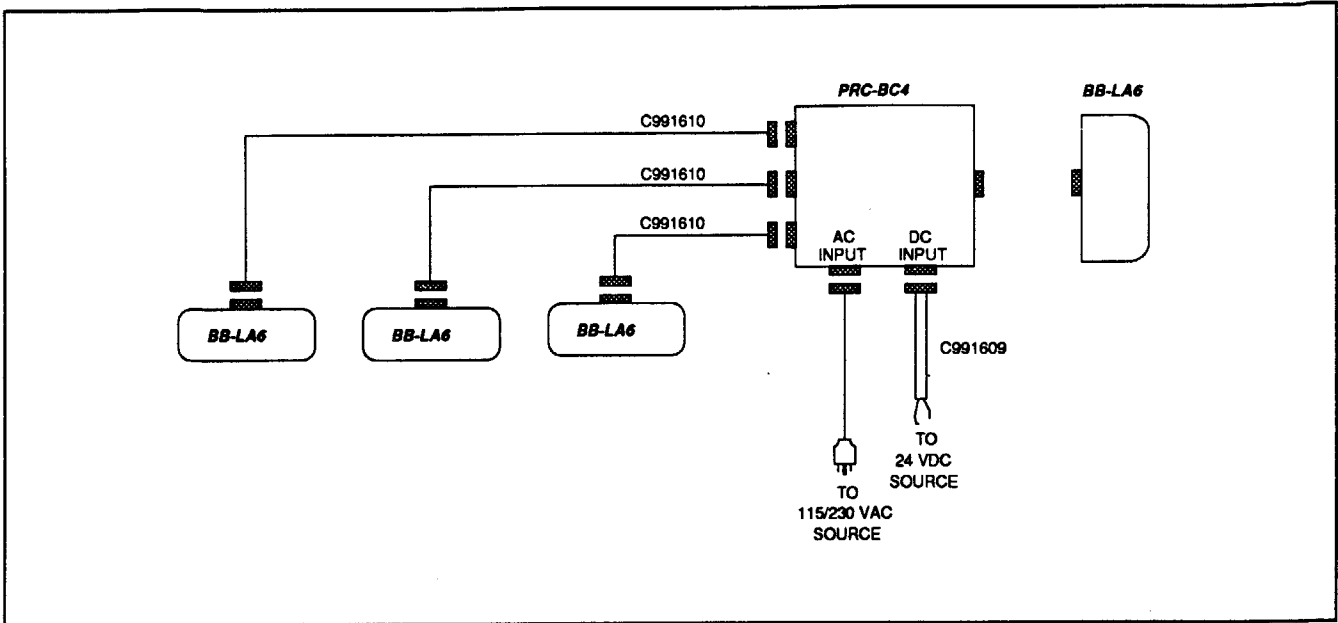 PRC-BC4
BB-LA6
C991610
C991610
C991610
AC
INPUT
DC
INPUT
BB-LA6
BB-LA6
BB-LA6
C991609
TO
24 VDC
SOURCE
TO
115/230 VAC
SOURCE